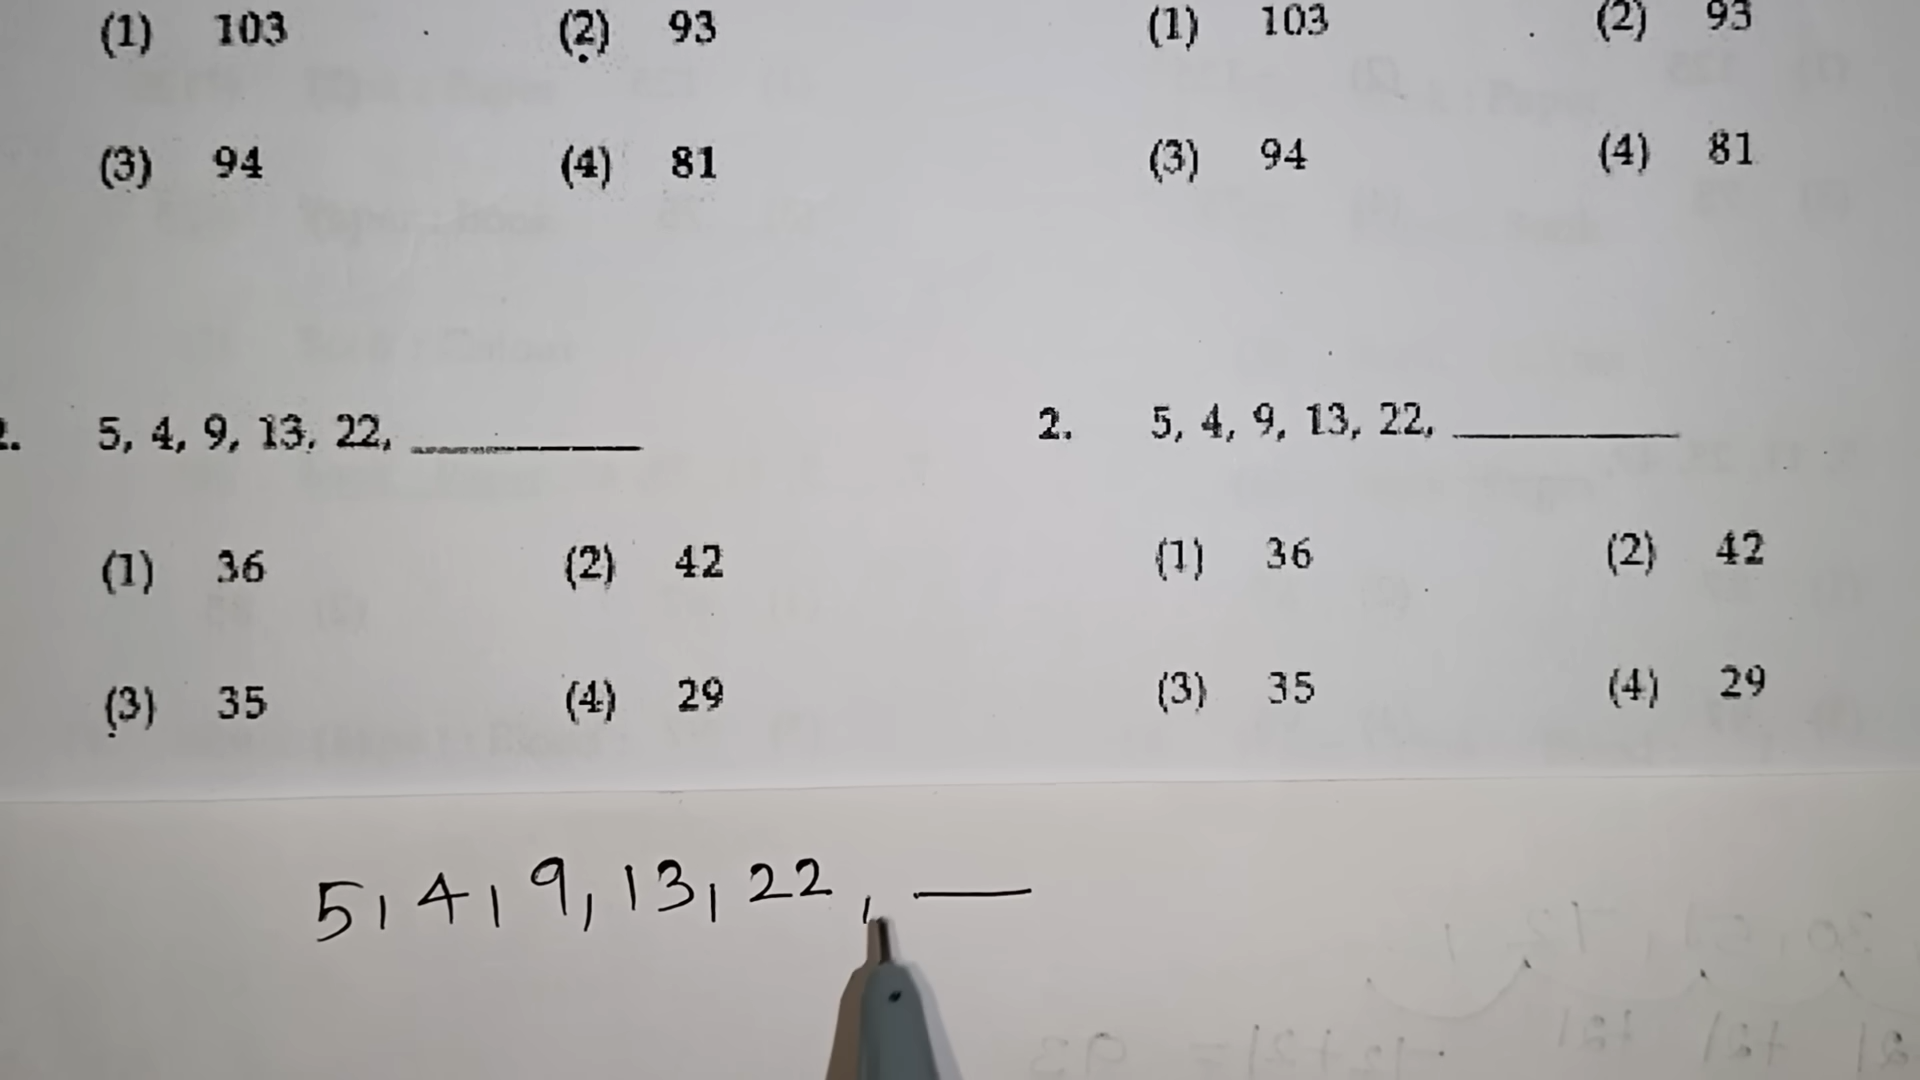 (1) 103 (2) 93 (1) 103 (2) 93
(3) 94 (4) 81 (3) 94 (4) 81
2. 5, 4, 9, 13, 22, ________ 2. 5, 4, 9, 13, 22, ________
(1) 36 (2) 42 (1) 36 (2) 42
(3) 35 (4) 29 (3) 35 (4) 29
5, 4, 9, 13, 22, __